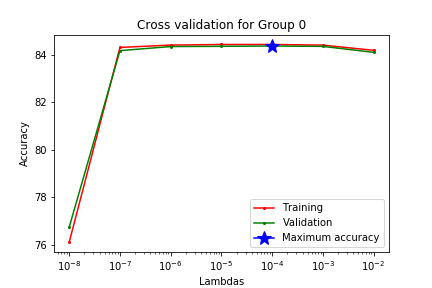 Cross validation for Group 0
84
82
80
78
76
Accuracy
Training
Validation
Maximum accuracy
10⁻⁸ 10⁻⁷ 10⁻⁶ 10⁻⁵ 10⁻⁴ 10⁻³ 10⁻²
Lambdas